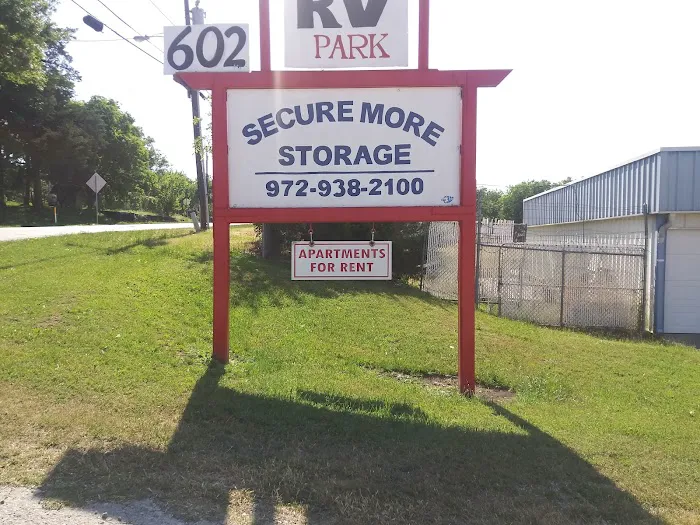 602
RV
PARK
SECURE MORE
STORAGE
972-938-2100
APARTMENTS
FOR RENT